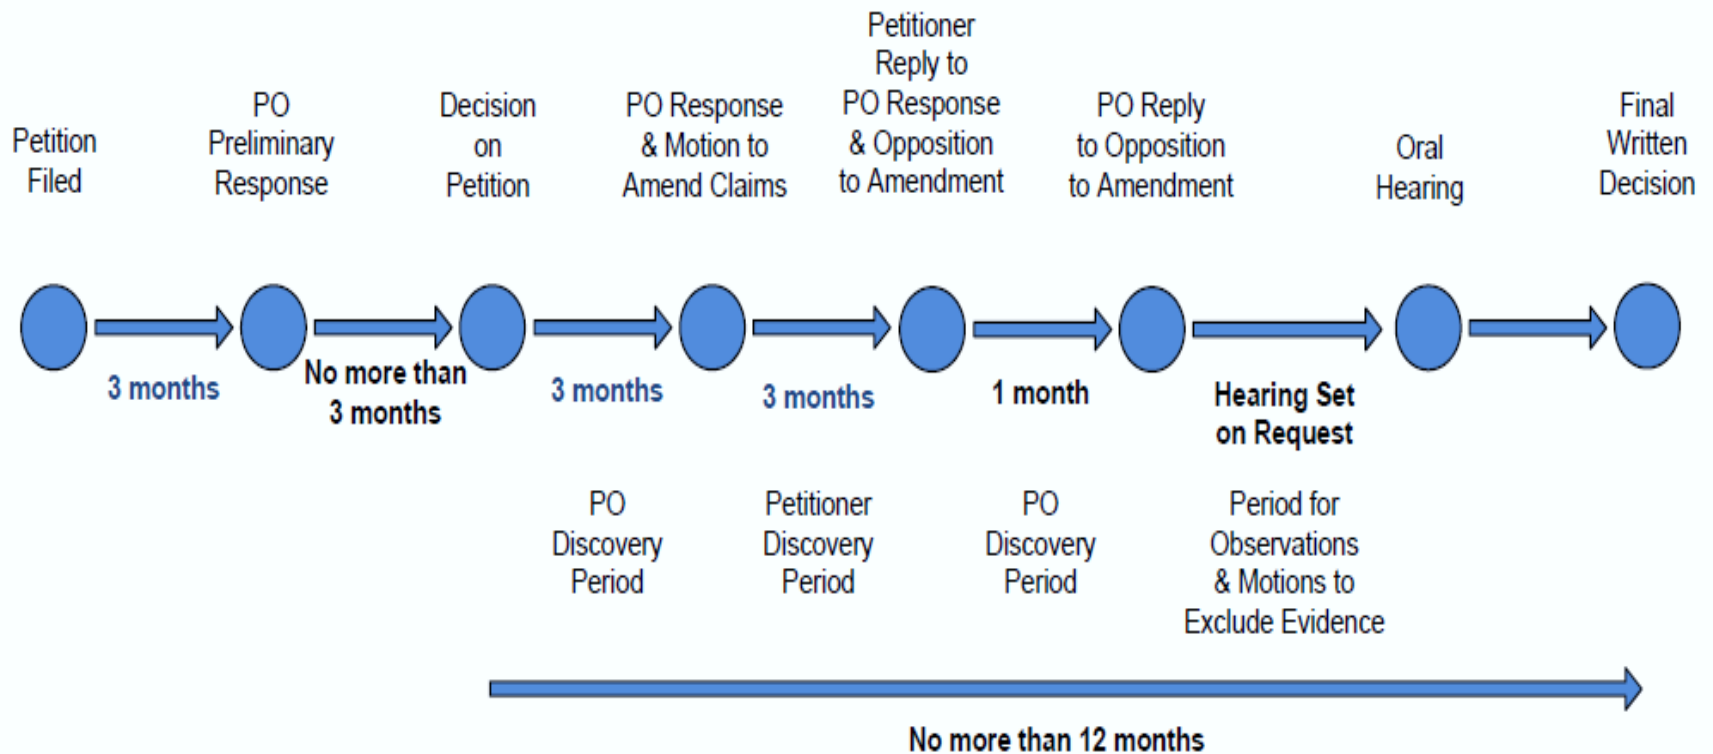 Petition
Filed
PO
Preliminary
Response
Decision
on
Petition
PO Response
& Motion to
Amend Claims
Petitioner
Reply to
PO Response
& Opposition
to Amendment
PO Reply
to Opposition
to Amendment
Oral
Hearing
Final
Written
Decision
3 months
No more than
3 months
3 months
3 months
1 month
Hearing Set
on Request
PO
Discovery
Period
Petitioner
Discovery
Period
PO
Discovery
Period
Period for
Observations
& Motions to
Exclude Evidence
No more than 12 months